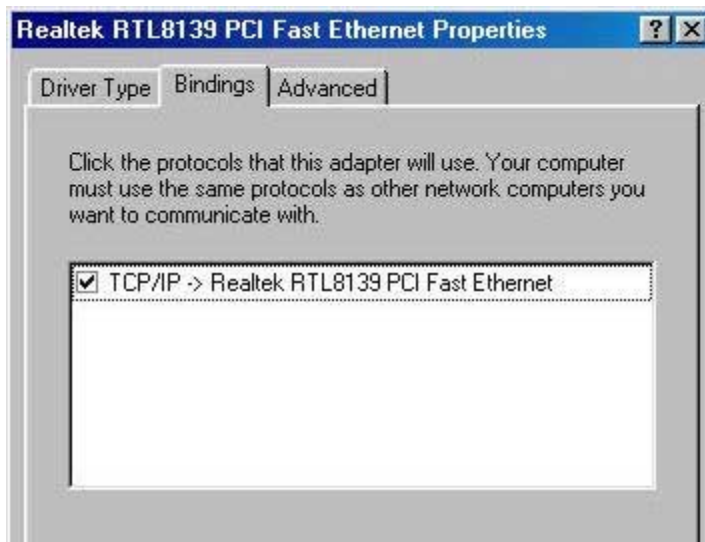 Realtek RTL8139 PCI Fast Ethernet Properties
Driver Type Bindings Advanced
Click the protocols that this adapter will use. Your computer
must use the same protocols as other network computers you
want to communicate with.
TCP/IP -> Realtek RTL8139 PCI Fast Ethernet